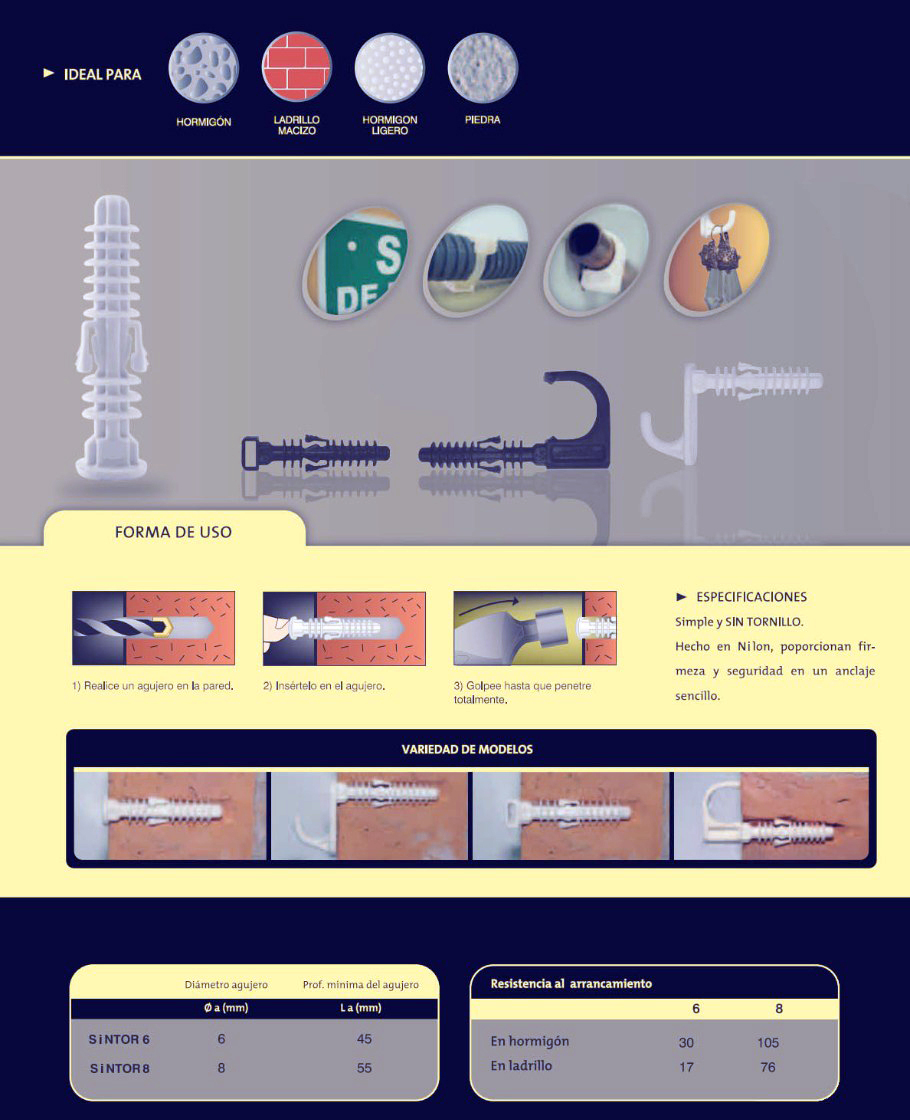 ► IDEAL PARA
HORMIGÓN
LADRILLO
MACIZO
HORMIGON
LIGERO
PIEDRA
S
DE
FORMA DE USO
1) Realice un agujero en la pared.
2) Insértelo en el agujero.
3) Golpee hasta que penetre
totalmente.
► ESPECIFICACIONES
Simple y SIN TORNILLO.
Hecho en Nilon, poporcionan fir-
meza y seguridad en un anclaje
sencillo.
VARIEDAD DE MODELOS
Diámetro agujero Prof. minima del agujero
Ø a (mm) L a (mm)
SiNTOR 6 6 45
SiNTOR 8 8 55
Resistencia al arrancamiento
6 8
En hormigón 30 105
En ladrillo 17 76